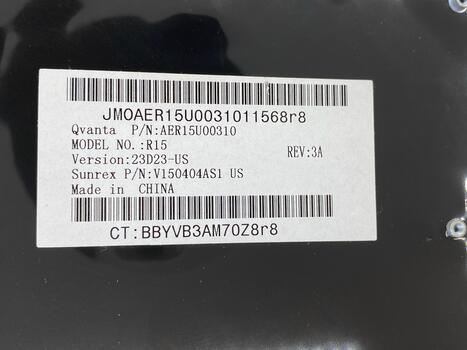 JMOAER15U0031011568r8
Qvanta P/N:AER15U00310
MODEL NO.:R15
Version:23D23-US
REV:3A
Sunrex P/N:V150404AS1 US
Made in CHINA
CT:BBYVB3AM70Z8r8